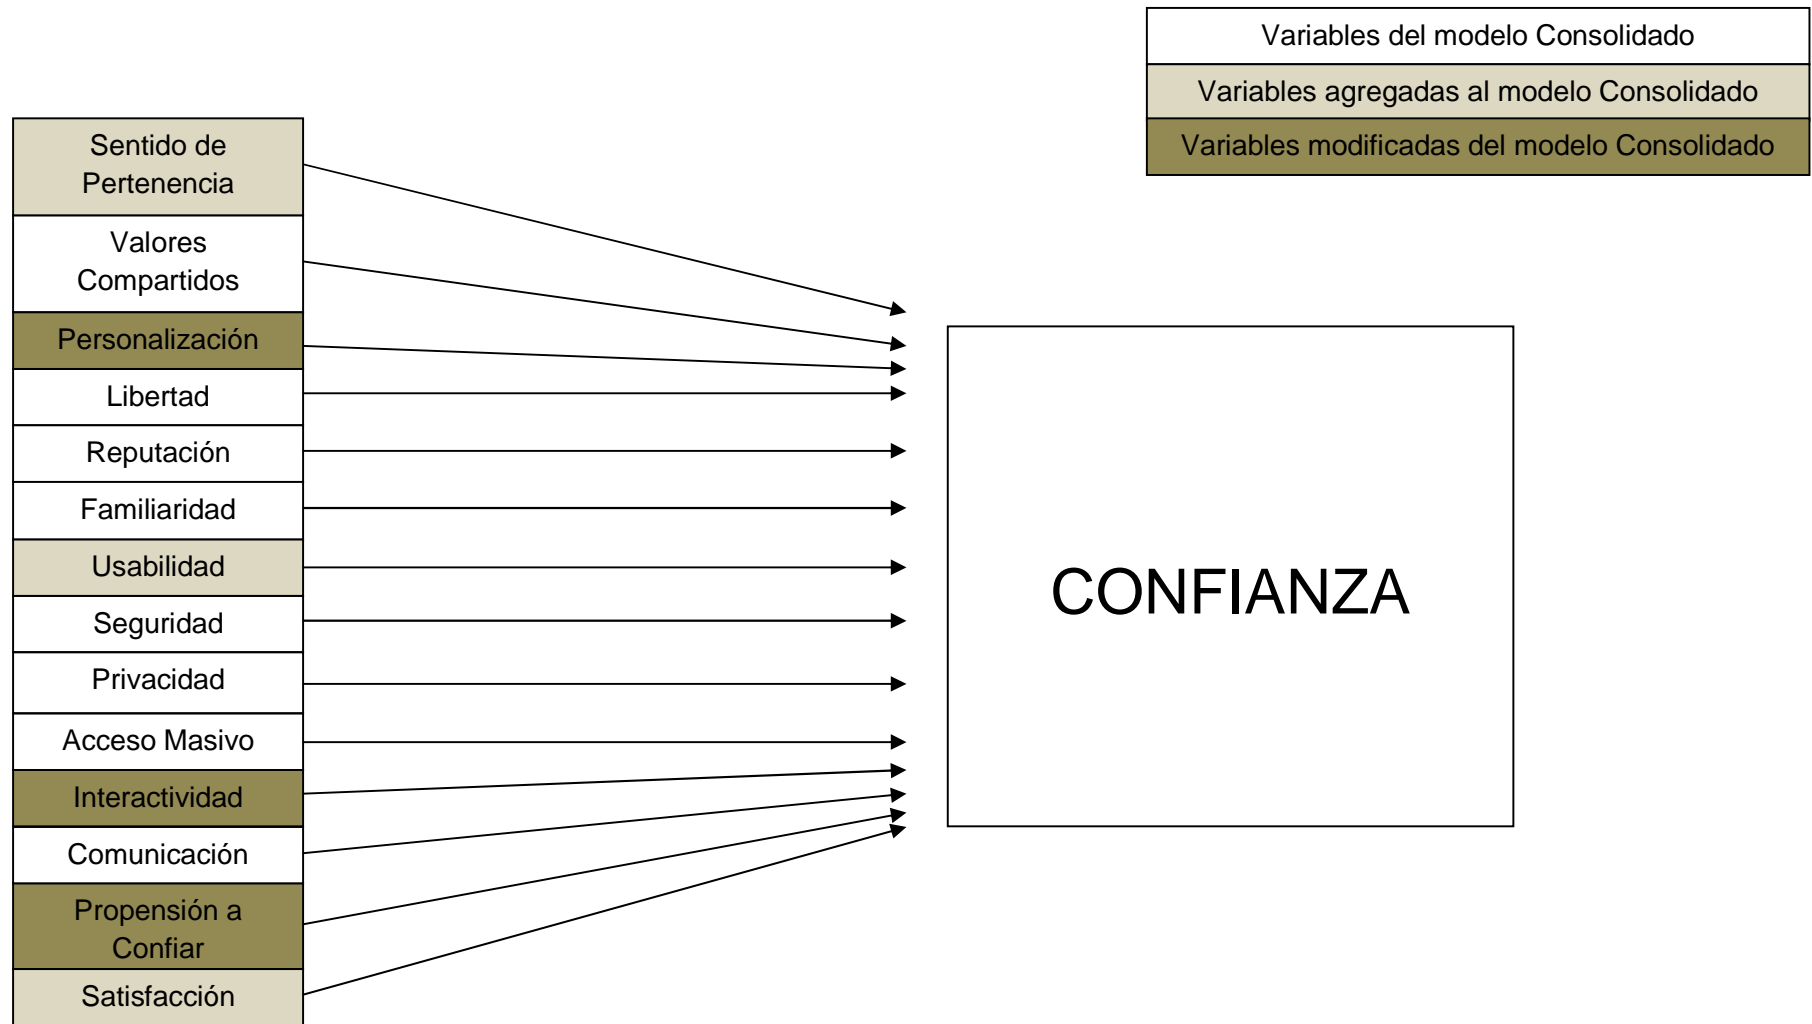 Variables del modelo Consolidado
Variables agregadas al modelo Consolidado
Variables modificadas del modelo Consolidado
Sentido de
Pertenencia
Valores
Compartidos
Personalización
Libertad
Reputación
Familiaridad
Usabilidad
Seguridad
Privacidad
Acceso Masivo
Interactividad
Comunicación
Propensión a
Confiar
Satisfacción
CONFIANZA